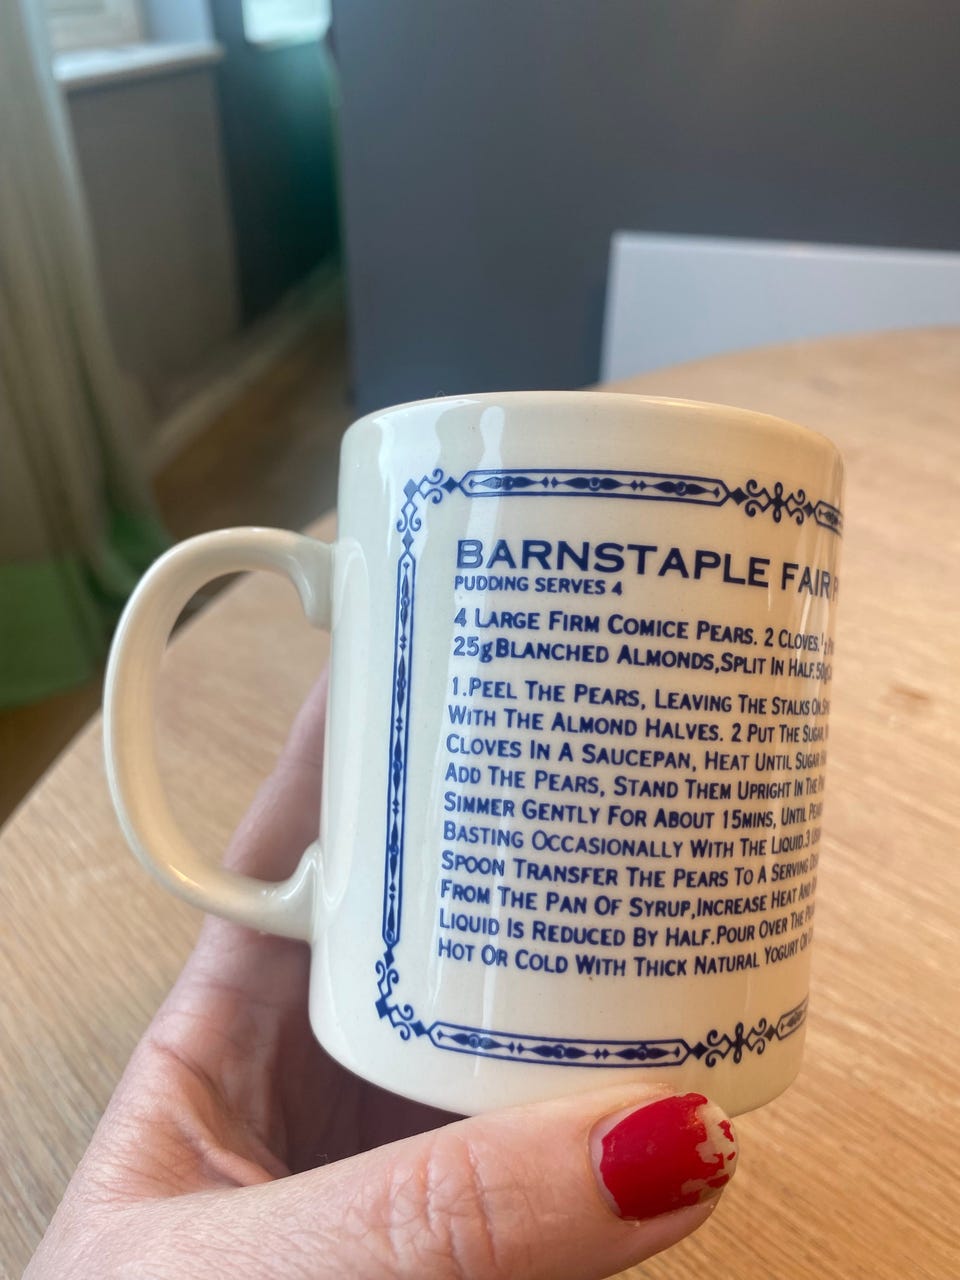 BARNSTAPLE FAIR
PUDDING SERVES 4
4 LARGE FIRM COMICE PEARS. 2 CLOVES.
25g BLANCHED ALMONDS, SPLIT IN HALF. 50g
1. PEEL THE PEARS, LEAVING THE STALKS ON.
WITH THE ALMOND HALVES. 2 PUT THE SUGAR,
CLOVES IN A SAUCEPAN, HEAT UNTIL SUGAR
ADD THE PEARS, STAND THEM UPRIGHT IN THE
SIMMER GENTLY FOR ABOUT 15MINS, UNTIL
BASTING OCCASIONALLY WITH THE LIQUID.3
SPOON TRANSFER THE PEARS TO A SERVING
FROM THE PAN OF SYRUP, INCREASE HEAT AND
LIQUID IS REDUCED BY HALF. POUR OVER THE
HOT OR COLD WITH THICK NATURAL YOGURT